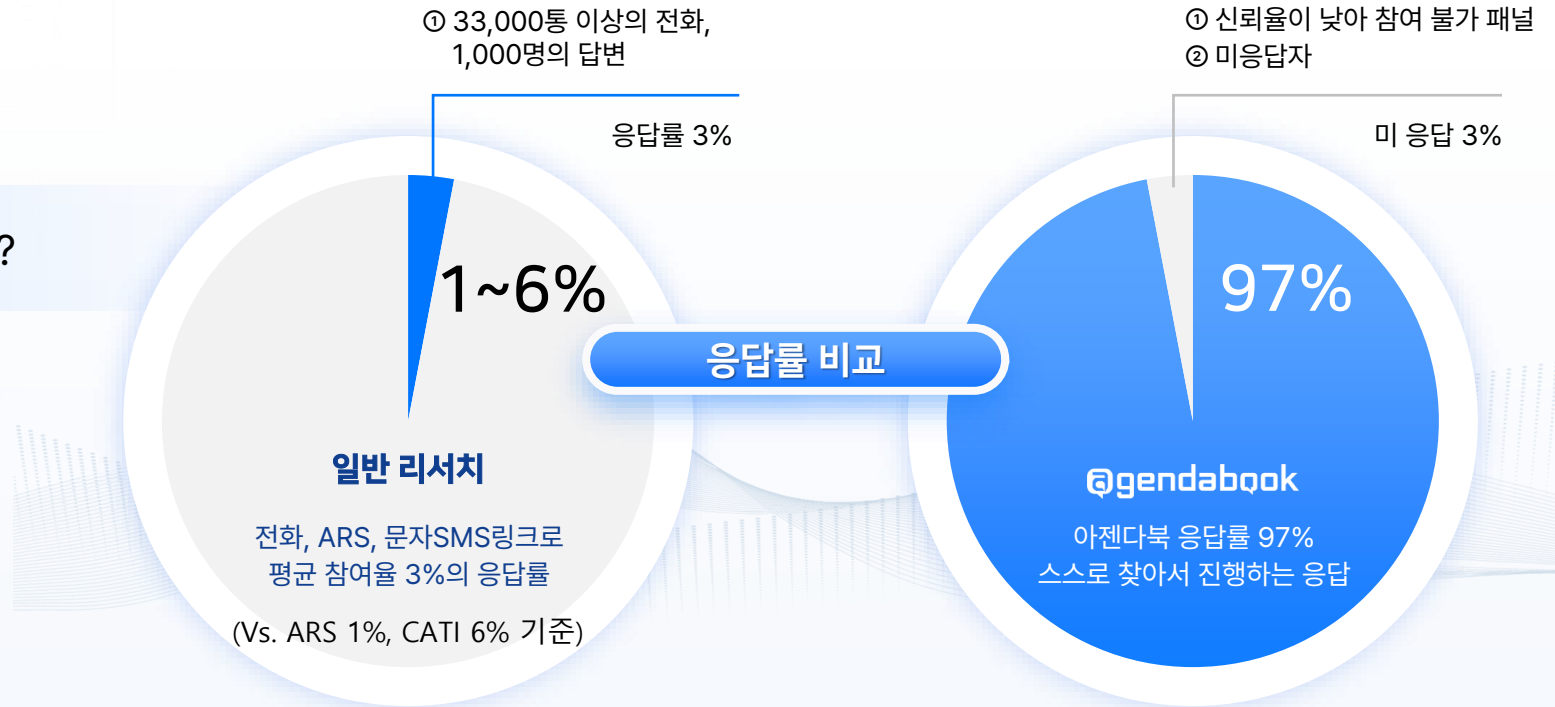 ① 33,000통 이상의 전화,
1,000명의 답변
응답률 3%
① 신뢰율이 낮아 참여 불가 패널
② 미응답자
미 응답 3%
?
1~6%
97%
응답률 비교
일반 리서치
전화, ARS, 문자SMS링크로
평균 참여율 3%의 응답률
(Vs. ARS 1%, CATI 6% 기준)
@gendabook
아젠다북 응답률 97%
스스로 찾아서 진행하는 응답